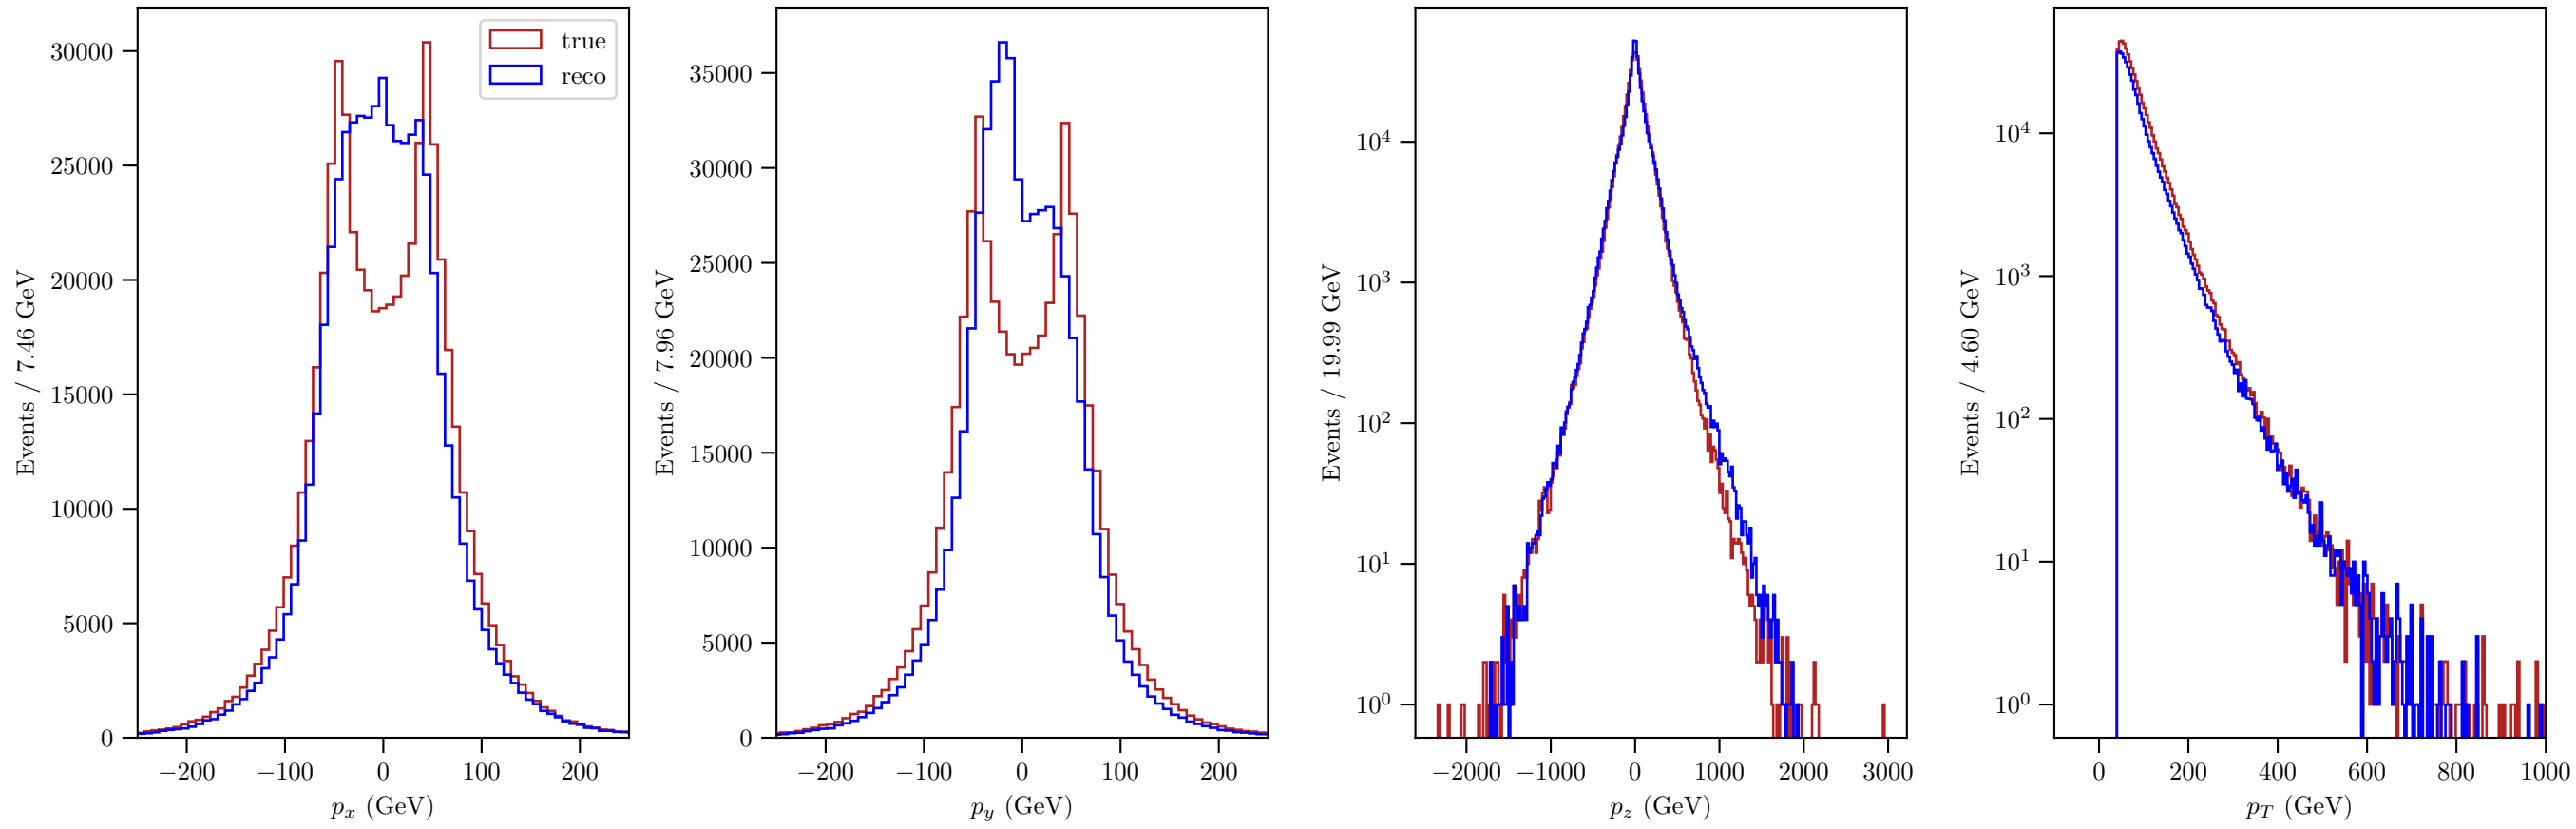 30000
25000
20000
15000
10000
5000
0
−200 −100 0 100 200
p_x (GeV)
Events / 7.46 GeV
true
reco
35000
30000
25000
20000
15000
10000
5000
0
−200 −100 0 100 200
p_y (GeV)
Events / 7.96 GeV
10^4
10^3
10^2
10^1
10^0
−2000 −1000 0 1000 2000 3000
p_z (GeV)
Events / 19.99 GeV
10^4
10^3
10^2
10^1
10^0
0 200 400 600 800 1000
p_T (GeV)
Events / 4.60 GeV